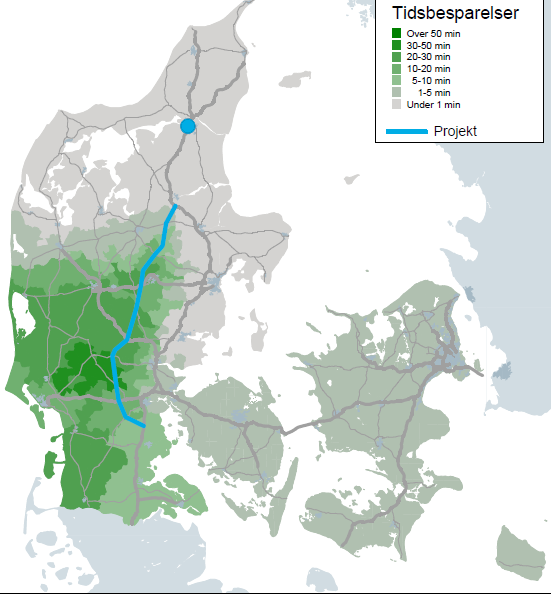 Tidsbesparelser
Over 50 min
30-50 min
20-30 min
10-20 min
5-10 min
1-5 min
Under 1 min
Projekt